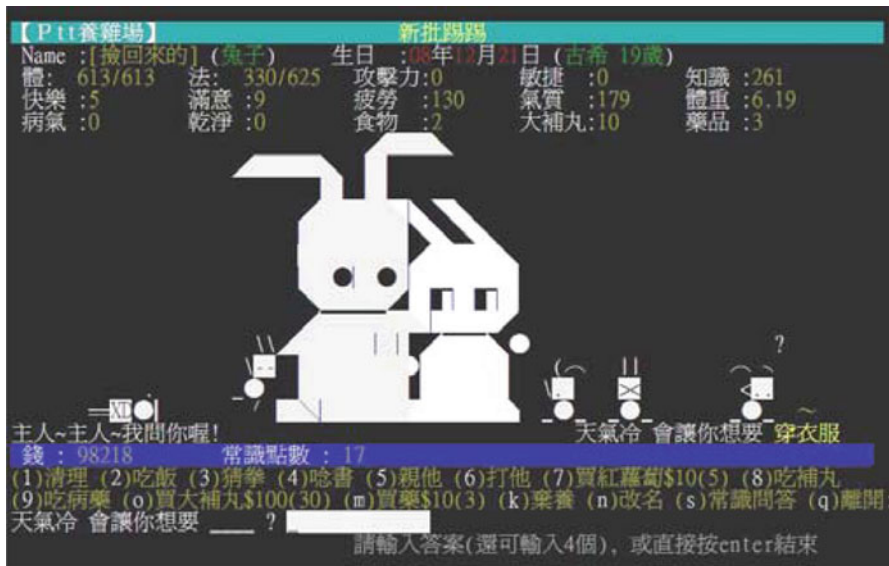 【Ptt養雞場】 新批踢踢
Name :[撿回來的] (兔子) 生日 :08年12月21日 (古希 19歲)
體: 613/613 法: 330/625 攻擊力:0 敏捷 :0 知識 :261
快樂 :5 滿意 :9 疲勞 :130 氣質 :179 體重 :6.19
病氣 :0 乾淨 :0 食物 :2 大補丸:10 藥品 :3
?
XD
主人~主人~我問你喔! 天氣冷 會讓你想要 穿衣服
錢 : 98218 常識點數 : 17
(1)清理 (2)吃飯 (3)猜拳 (4)唸書 (5)親他 (6)打他 (7)買紅蘿蔔$10(5) (8)吃補丸
(9)吃病藥 (o)買大補丸$100(30) (m)買藥$10(3) (k)棄養 (n)改名 (s)常識問答 (q)離開
天氣冷 會讓你想要 ____ ?
請輸入答案(還可輸入4個), 或直接按enter結束